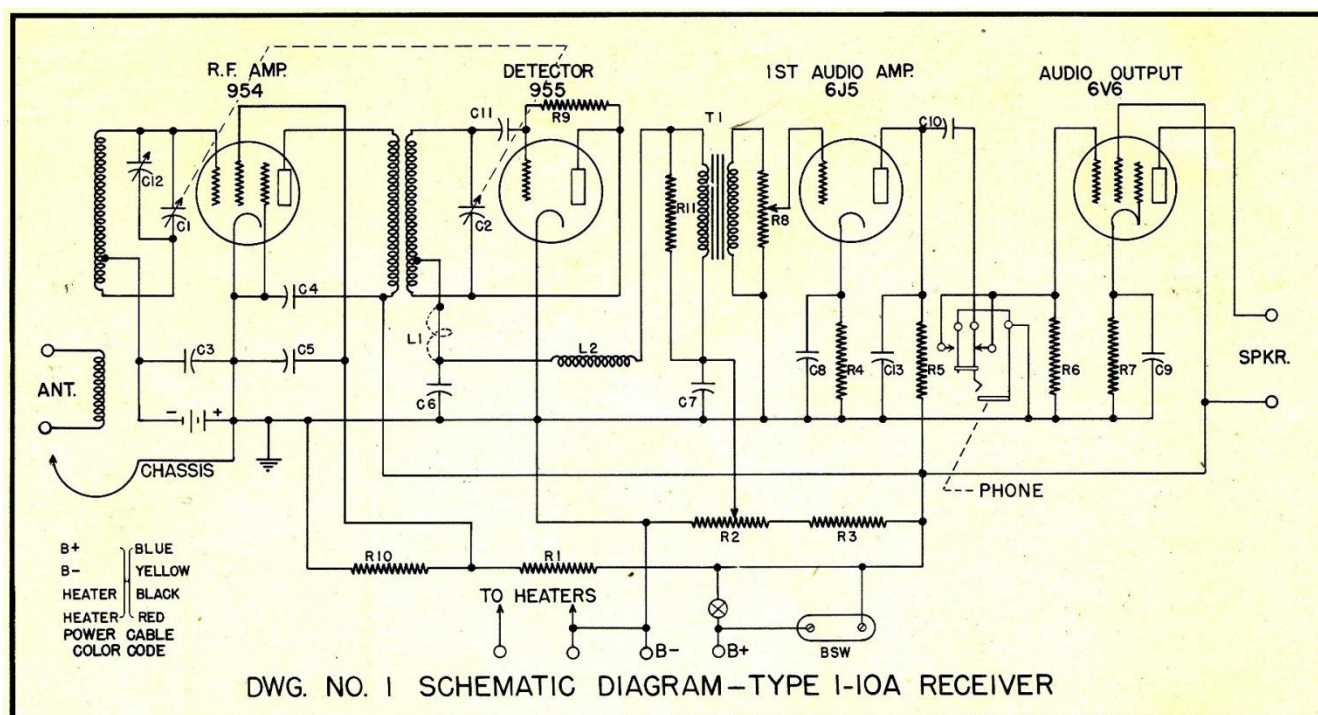 R.F. AMP.
954
DETECTOR
955
1ST AUDIO AMP.
6J5
AUDIO OUTPUT
6V6
C11
R9
T1
C10
C12
C1
C2
R11
R8
C4
L1
L2
C3
C5
C6
C7
C8
R4
C13
R5
R6
R7
C9
ANT.
SPKR.
- +
CHASSIS
PHONE
R2
R3
R10
R1
B+ BLUE
B- YELLOW
HEATER BLACK
HEATER RED
POWER CABLE
COLOR CODE
TO HEATERS
B-
B+
BSW
DWG. NO. 1 SCHEMATIC DIAGRAM-TYPE 1-10A RECEIVER